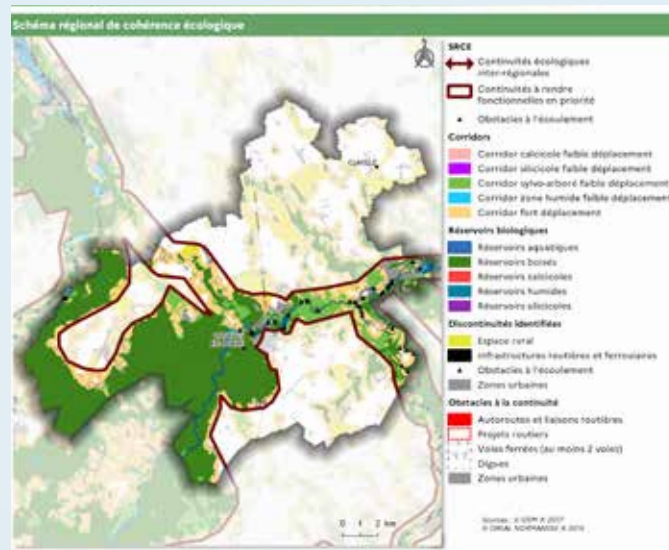 Schéma régional de cohérence écologique
SRCE
Continuités écologiques
inter-régionales
Continuités à rendre
fonctionnelles en priorité
Obstacles à l'écoulement
Corridors
Corridor calcicole faible déplacement
Corridor silicicole faible déplacement
Corridor sylvo-arboré faible déplacement
Corridor zone humide faible déplacement
Corridor fort déplacement
Réservoirs biologiques
Réservoirs aquatiques
Réservoirs boisés
Réservoirs calcicoles
Réservoirs humides
Réservoirs silicicoles
Discontinuités identifiées
Espace rural
Infrastructures routières et ferroviaires
Obstacles à l'écoulement
Zones urbaines
Obstacles à la continuité
Autoroutes et liaisons routières
Projets routiers
Voies ferrées (au moins 2 voies)
Digues
Zones urbaines
0 1 2 km
Sources :
© DREAL NORMANDIE